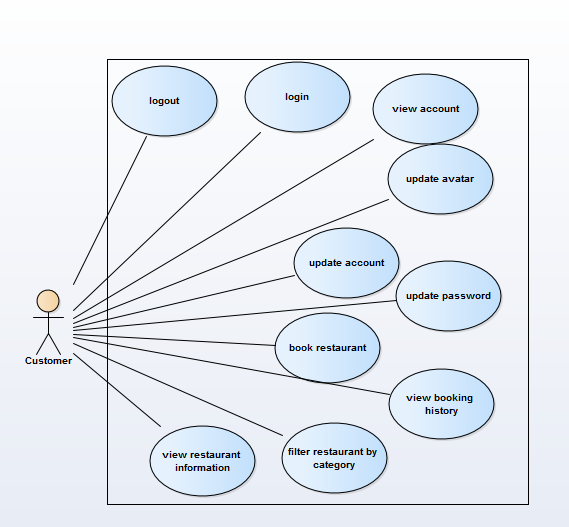 logout
login
view account
update avatar
update account
update password
book restaurant
Customer
view booking
history
view restaurant
information
filter restaurant by
category